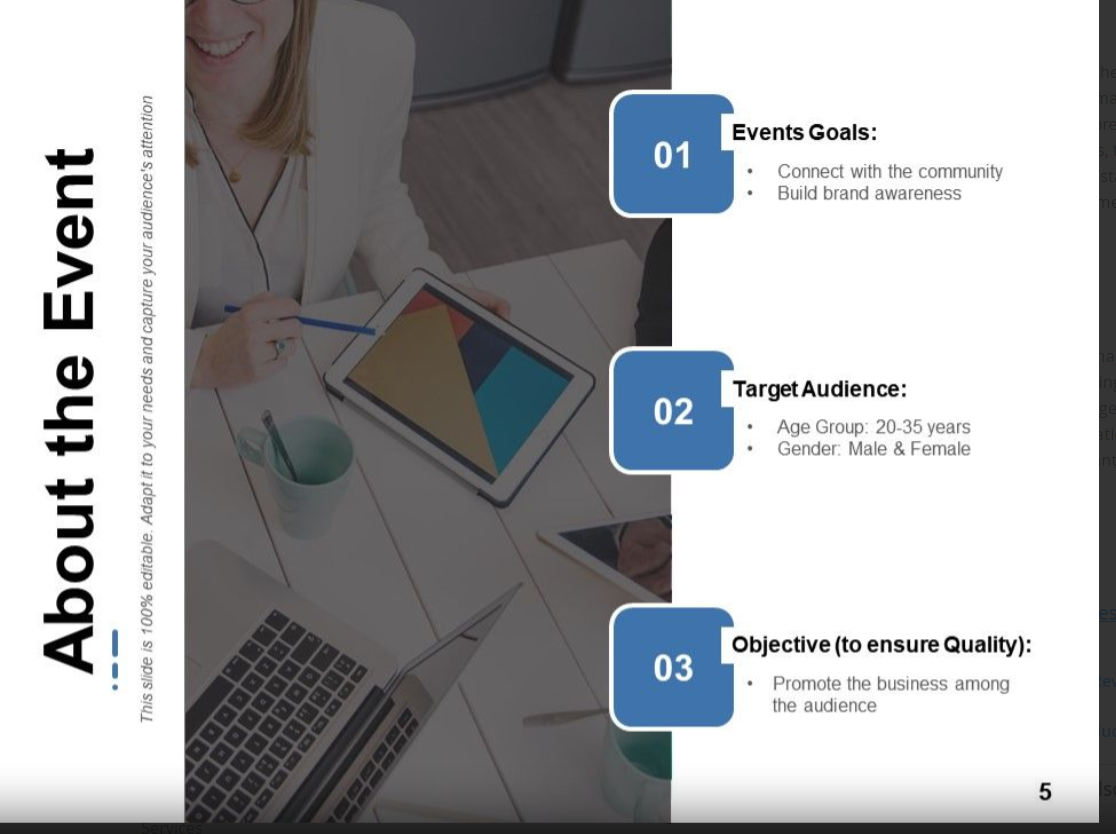 About the Event
This slide is 100% editable. Adapt it to your needs and capture your audience's attention
01
Events Goals:
• Connect with the community
• Build brand awareness
02
Target Audience:
• Age Group: 20-35 years
• Gender: Male & Female
03
Objective (to ensure Quality):
• Promote the business among
the audience
5
Services